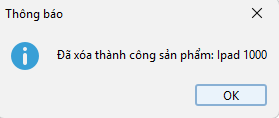 Thông báo
Đã xóa thành công sản phẩm: Ipad 1000
OK